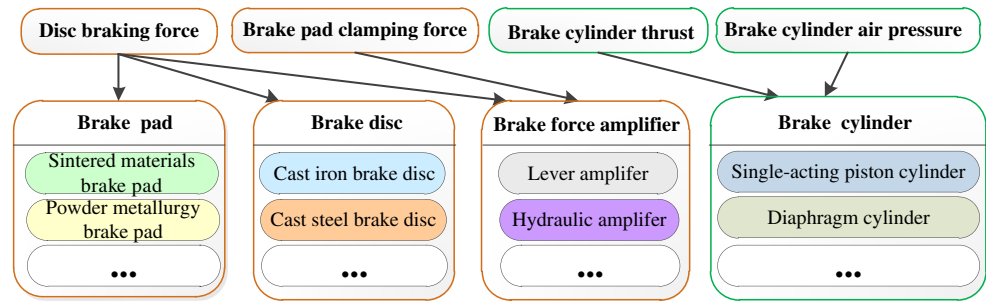 Disc braking force
Brake pad clamping force
Brake cylinder thrust
Brake cylinder air pressure
Brake pad
Sintered materials
brake pad
Powder metallurgy
brake pad
...
Brake disc
Cast iron brake disc
Cast steel brake disc
...
Brake force amplifier
Lever amplifer
Hydraulic amplifer
...
Brake cylinder
Single-acting piston cylinder
Diaphragm cylinder
...